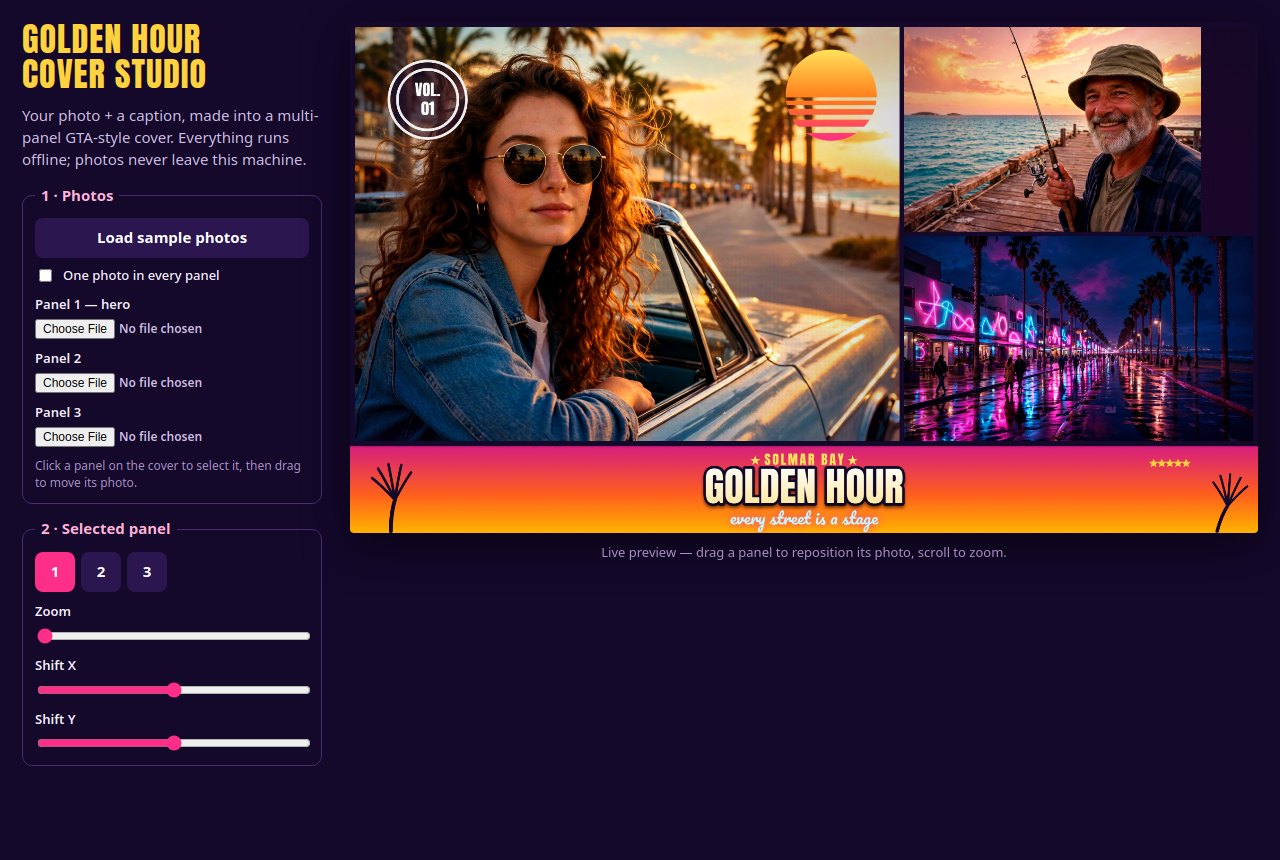 GOLDEN HOUR
COVER STUDIO
Your photo + a caption, made into a multi-
panel GTA-style cover. Everything runs
offline; photos never leave this machine.
1 · Photos
Load sample photos
One photo in every panel
Panel 1 — hero
Choose File No file chosen
Panel 2
Choose File No file chosen
Panel 3
Choose File No file chosen
Click a panel on the cover to select it, then drag
to move its photo.
2 · Selected panel
1 2 3
Zoom
Shift X
Shift Y
VOL.
01
★ SOLMAR BAY ★
GOLDEN HOUR
every street is a stage
★★★★★
Live preview — drag a panel to reposition its photo, scroll to zoom.